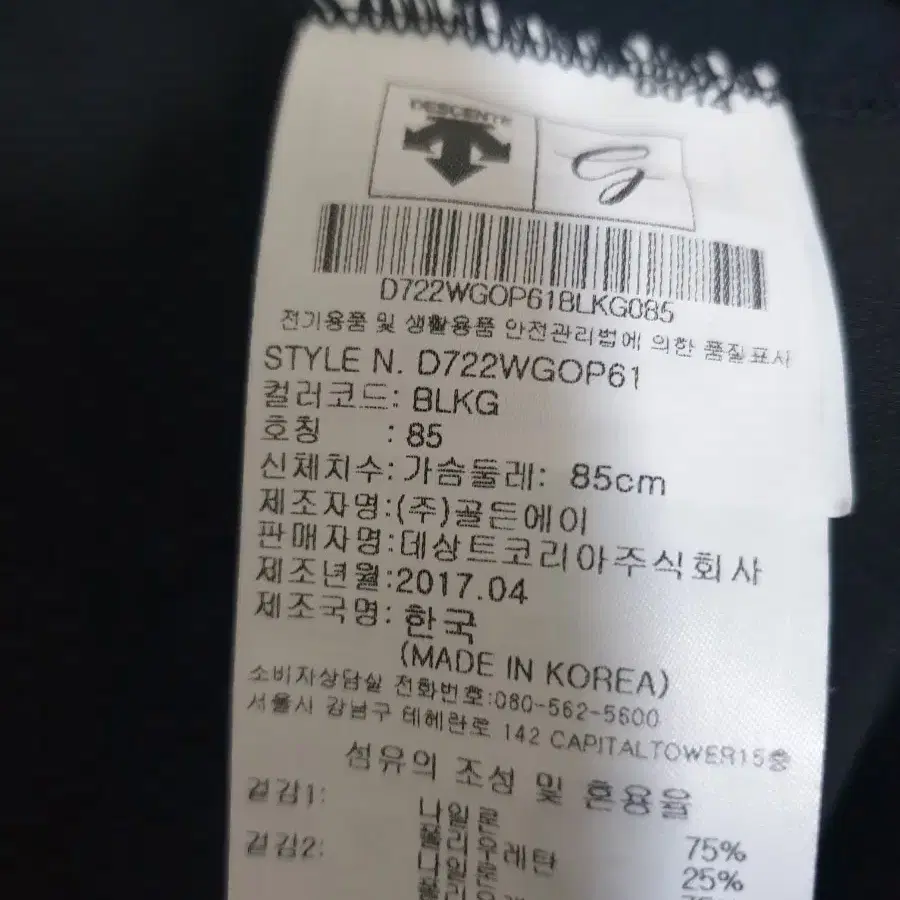 DESCENTE
D722WGOP61BLKG085
전기용품 및 생활용품 안전관리법에 의한 품질표시
STYLE N. D722WGOP61
컬러코드: BLKG
호칭 : 85
신체치수: 가슴둘레: 85cm
제조자명:(주)골든에이
판매자명:데상트코리아주식회사
제조년월:2017.04
제조국명: 한국
(MADE IN KOREA)
소비자상담실 전화번호:080-562-5600
서울시 강남구 테헤란로 142 CAPITALTOWER15층
섬유의 조성 및 혼용율
겉감1: 나일론 75%
폴리우레탄 25%
겉감2: 나일론 75%